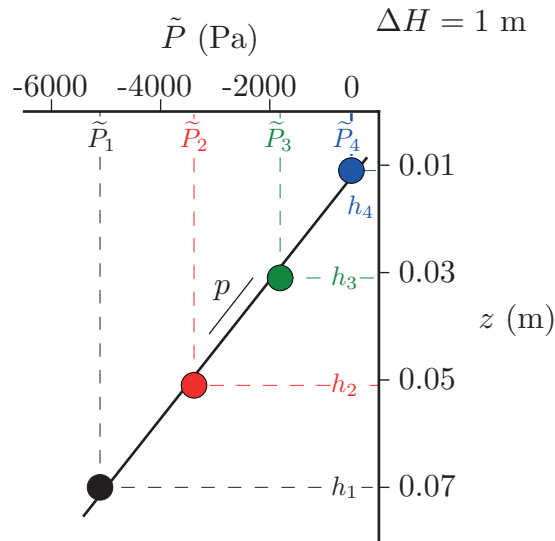 P̃ (Pa)
ΔH = 1 m
-6000 -4000 -2000 0
P̃₁ P̃₂ P̃₃ P̃₄
0.01
h₄
p
h₃ 0.03
z (m)
h₂ 0.05
h₁ 0.07